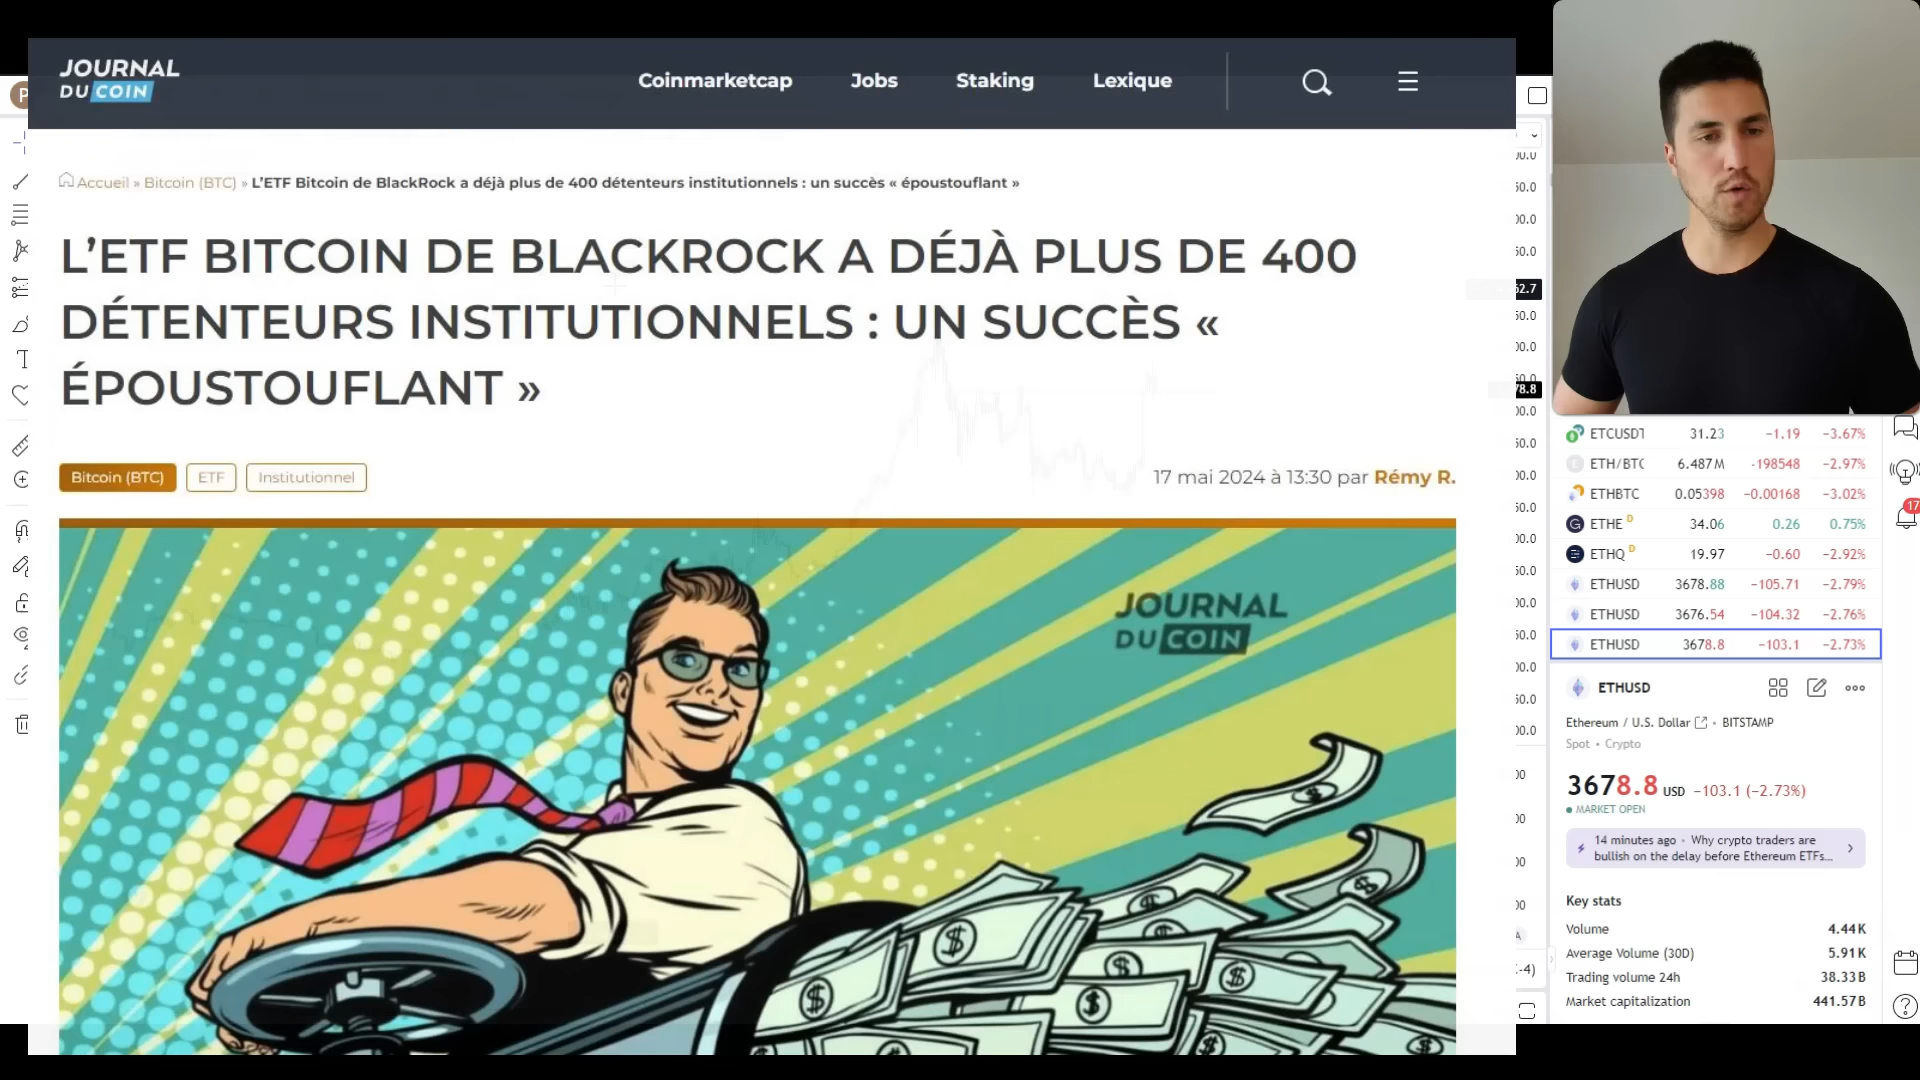 JOURNAL
DU COIN
Coinmarketcap
Jobs
Staking
Lexique
Accueil » Bitcoin (BTC) » L'ETF Bitcoin de BlackRock a déjà plus de 400 détenteurs institutionnels : un succès « époustouflant »
L'ETF BITCOIN DE BLACKROCK A DÉJÀ PLUS DE 400
DÉTENTEURS INSTITUTIONNELS : UN SUCCÈS «
ÉPOUSTOUFLANT »
Bitcoin (BTC)
ETF
Institutionnel
17 mai 2024 à 13:30 par Rémy R.
JOURNAL
DU COIN
ETCUSDT 31.23 −1.19 −3.67%
ETH/BTC 6.487M -198548 −2.97%
ETHBTC 0.05398 −0.00168 −3.02%
ETHE D 34.06 0.26 0.75%
ETHQ D 19.97 −0.60 −2.92%
ETHUSD 3678.88 −105.71 −2.79%
ETHUSD 3676.54 −104.32 −2.76%
ETHUSD 3678.8 −103.1 −2.73%
17
ETHUSD
Ethereum / U.S. Dollar • BITSTAMP
Spot • Crypto
3678.8 USD −103.1 (−2.73%)
MARKET OPEN
14 minutes ago • Why crypto traders are
bullish on the delay before Ethereum ETFs...
Key stats
Volume 4.44K
Average Volume (30D) 5.91K
Trading volume 24h 38.33B
Market capitalization 441.57B